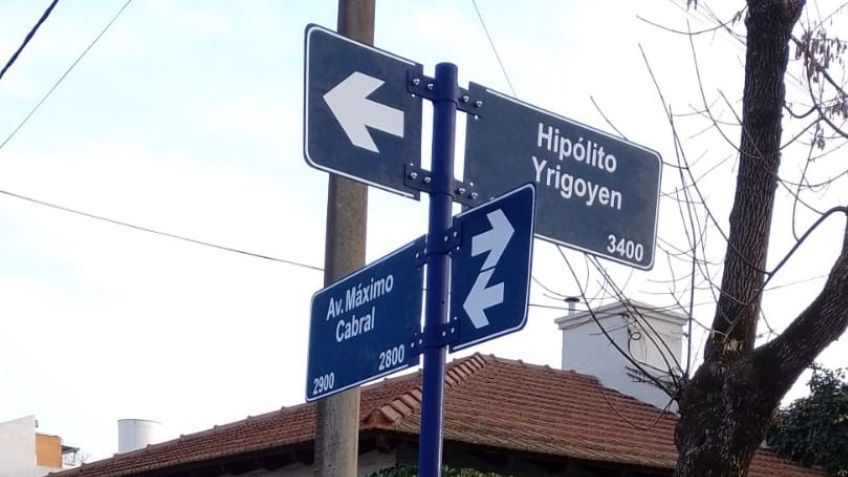 Hipólito
Yrigoyen
3400
Av. Máximo
Cabral
2900 2800